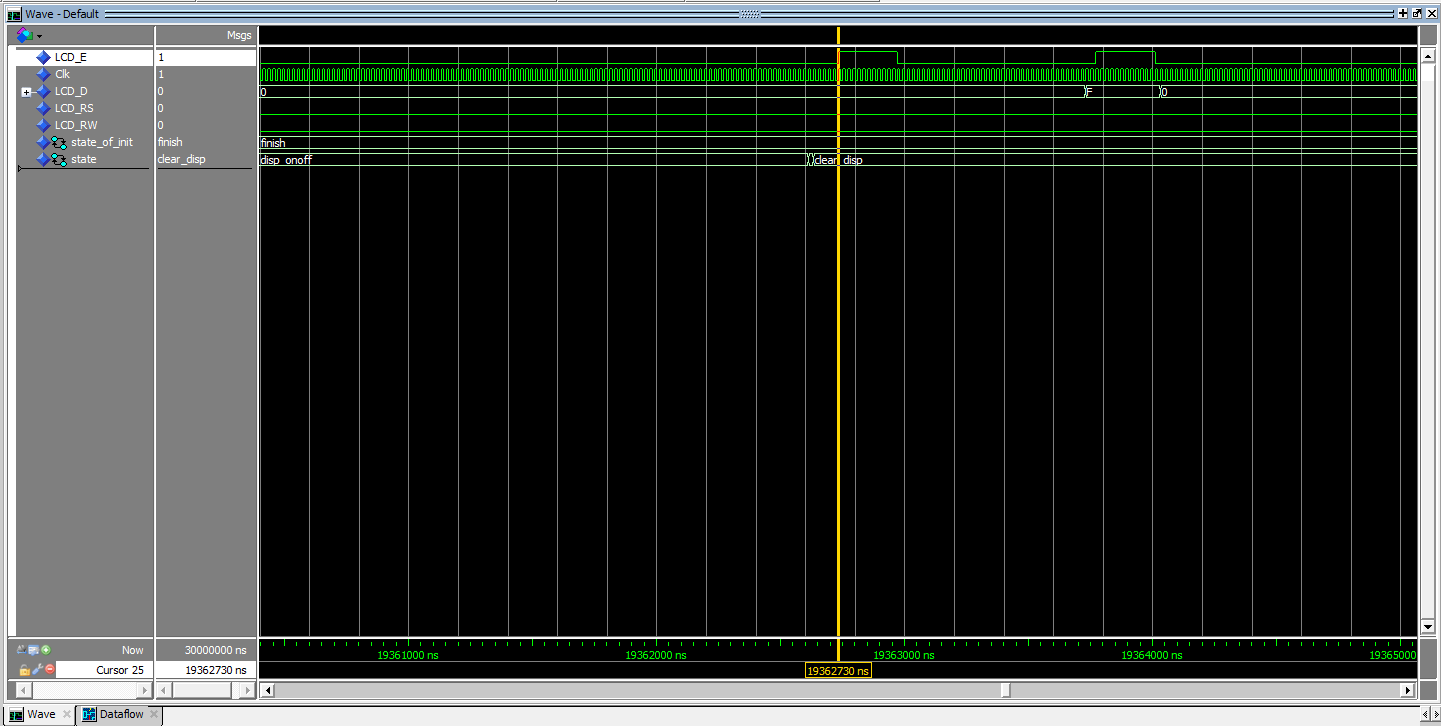 Wave - Default
Msgs
LCD_E 1
Clk 1
LCD_D 0 0 F 0
LCD_RS 0
LCD_RW 0
state_of_init finish finish
state clear_disp disp_onoff clear_disp
Now 30000000 ns 19361000 ns 19362000 ns 19363000 ns 19364000 ns 19365000
Cursor 25 19362730 ns 19362730 ns
Wave Dataflow